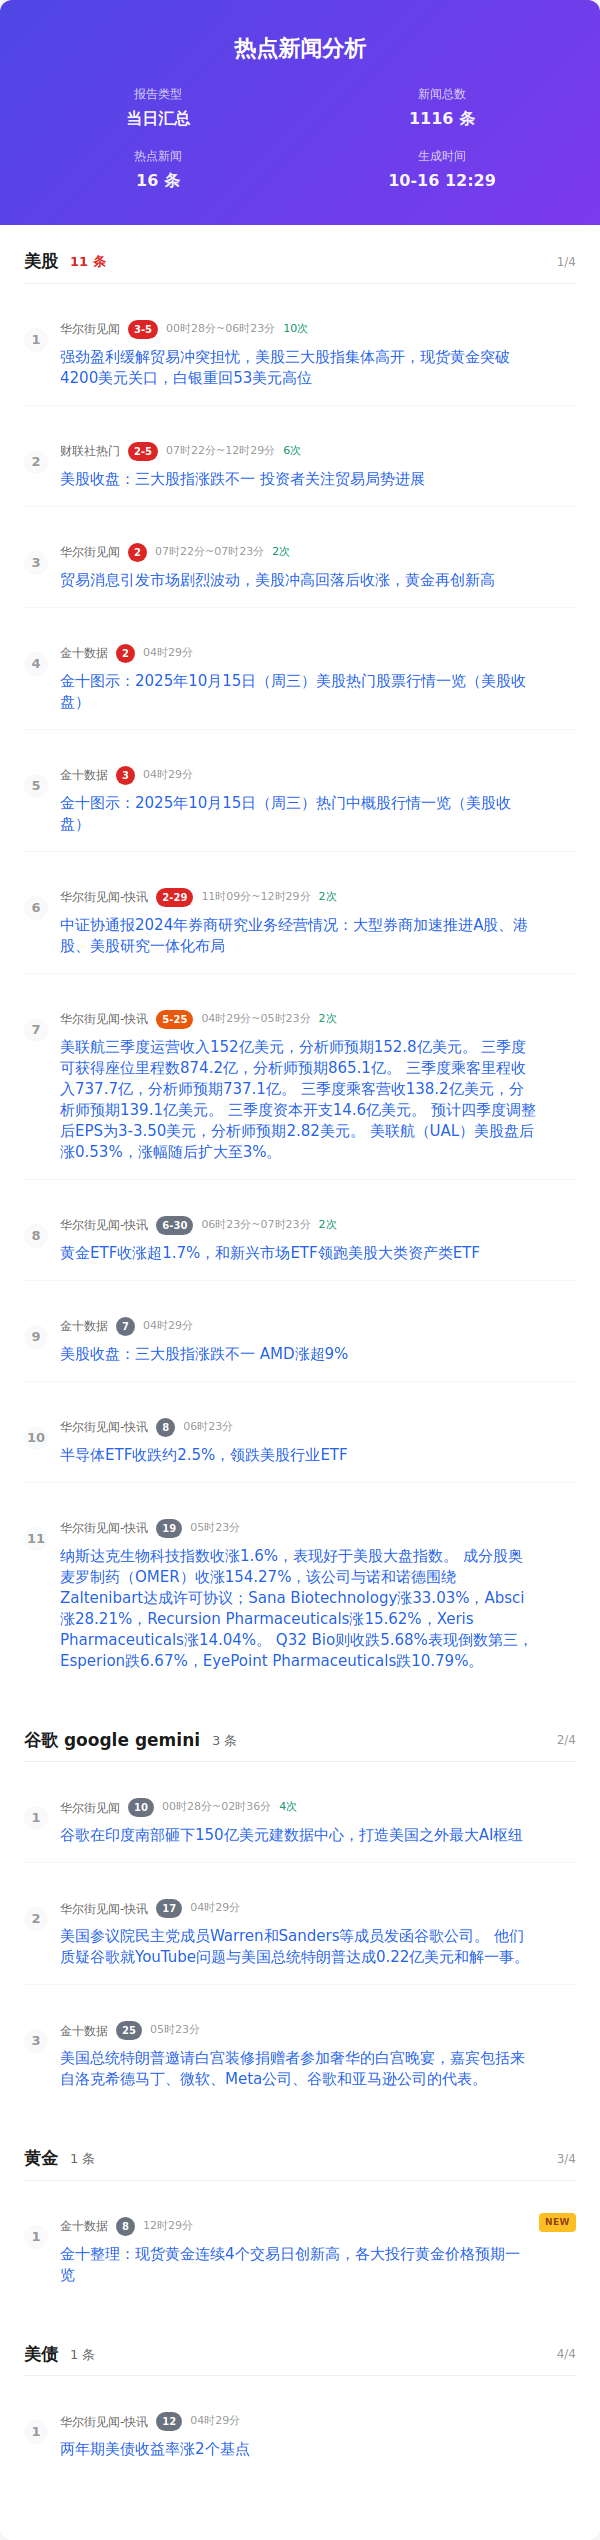 热点新闻分析
报告类型
新闻总数
当日汇总
1116 条
热点新闻
生成时间
16 条
10-16 12:29
美股 11 条 1/4
1
华尔街见闻 3-5 00时28分~06时23分 10次
强劲盈利缓解贸易冲突担忧，美股三大股指集体高开，现货黄金突破
4200美元关口，白银重回53美元高位
2
财联社热门 2-5 07时22分~12时29分 6次
美股收盘：三大股指涨跌不一 投资者关注贸易局势进展
3
华尔街见闻 2 07时22分~07时23分 2次
贸易消息引发市场剧烈波动，美股冲高回落后收涨，黄金再创新高
4
金十数据 2 04时29分
金十图示：2025年10月15日（周三）美股热门股票行情一览（美股收
盘）
5
金十数据 3 04时29分
金十图示：2025年10月15日（周三）热门中概股行情一览（美股收
盘）
6
华尔街见闻-快讯 2-29 11时09分~12时29分 2次
中证协通报2024年券商研究业务经营情况：大型券商加速推进A股、港
股、美股研究一体化布局
7
华尔街见闻-快讯 5-25 04时29分~05时23分 2次
美联航三季度运营收入152亿美元，分析师预期152.8亿美元。 三季度
可获得座位里程数874.2亿，分析师预期865.1亿。 三季度乘客里程收
入737.7亿，分析师预期737.1亿。 三季度乘客营收138.2亿美元，分
析师预期139.1亿美元。 三季度资本开支14.6亿美元。 预计四季度调整
后EPS为3-3.50美元，分析师预期2.82美元。 美联航（UAL）美股盘后
涨0.53%，涨幅随后扩大至3%。
8
华尔街见闻-快讯 6-30 06时23分~07时23分 2次
黄金ETF收涨超1.7%，和新兴市场ETF领跑美股大类资产类ETF
9
金十数据 7 04时29分
美股收盘：三大股指涨跌不一 AMD涨超9%
10
华尔街见闻-快讯 8 06时23分
半导体ETF收跌约2.5%，领跌美股行业ETF
11
华尔街见闻-快讯 19 05时23分
纳斯达克生物科技指数收涨1.6%，表现好于美股大盘指数。 成分股奥
麦罗制药（OMER）收涨154.27%，该公司与诺和诺德围绕
Zaltenibart达成许可协议；Sana Biotechnology涨33.03%，Absci
涨28.21%，Recursion Pharmaceuticals涨15.62%，Xeris
Pharmaceuticals涨14.04%。 Q32 Bio则收跌5.68%表现倒数第三，
Esperion跌6.67%，EyePoint Pharmaceuticals跌10.79%。
谷歌 google gemini 3 条 2/4
1
华尔街见闻 10 00时28分~02时36分 4次
谷歌在印度南部砸下150亿美元建数据中心，打造美国之外最大AI枢纽
2
华尔街见闻-快讯 17 04时29分
美国参议院民主党成员Warren和Sanders等成员发函谷歌公司。 他们
质疑谷歌就YouTube问题与美国总统特朗普达成0.22亿美元和解一事。
3
金十数据 25 05时23分
美国总统特朗普邀请白宫装修捐赠者参加奢华的白宫晚宴，嘉宾包括来
自洛克希德马丁、微软、Meta公司、谷歌和亚马逊公司的代表。
黄金 1 条 3/4
1
金十数据 8 12时29分 NEW
金十整理：现货黄金连续4个交易日创新高，各大投行黄金价格预期一
览
美债 1 条 4/4
1
华尔街见闻-快讯 12 04时29分
两年期美债收益率涨2个基点